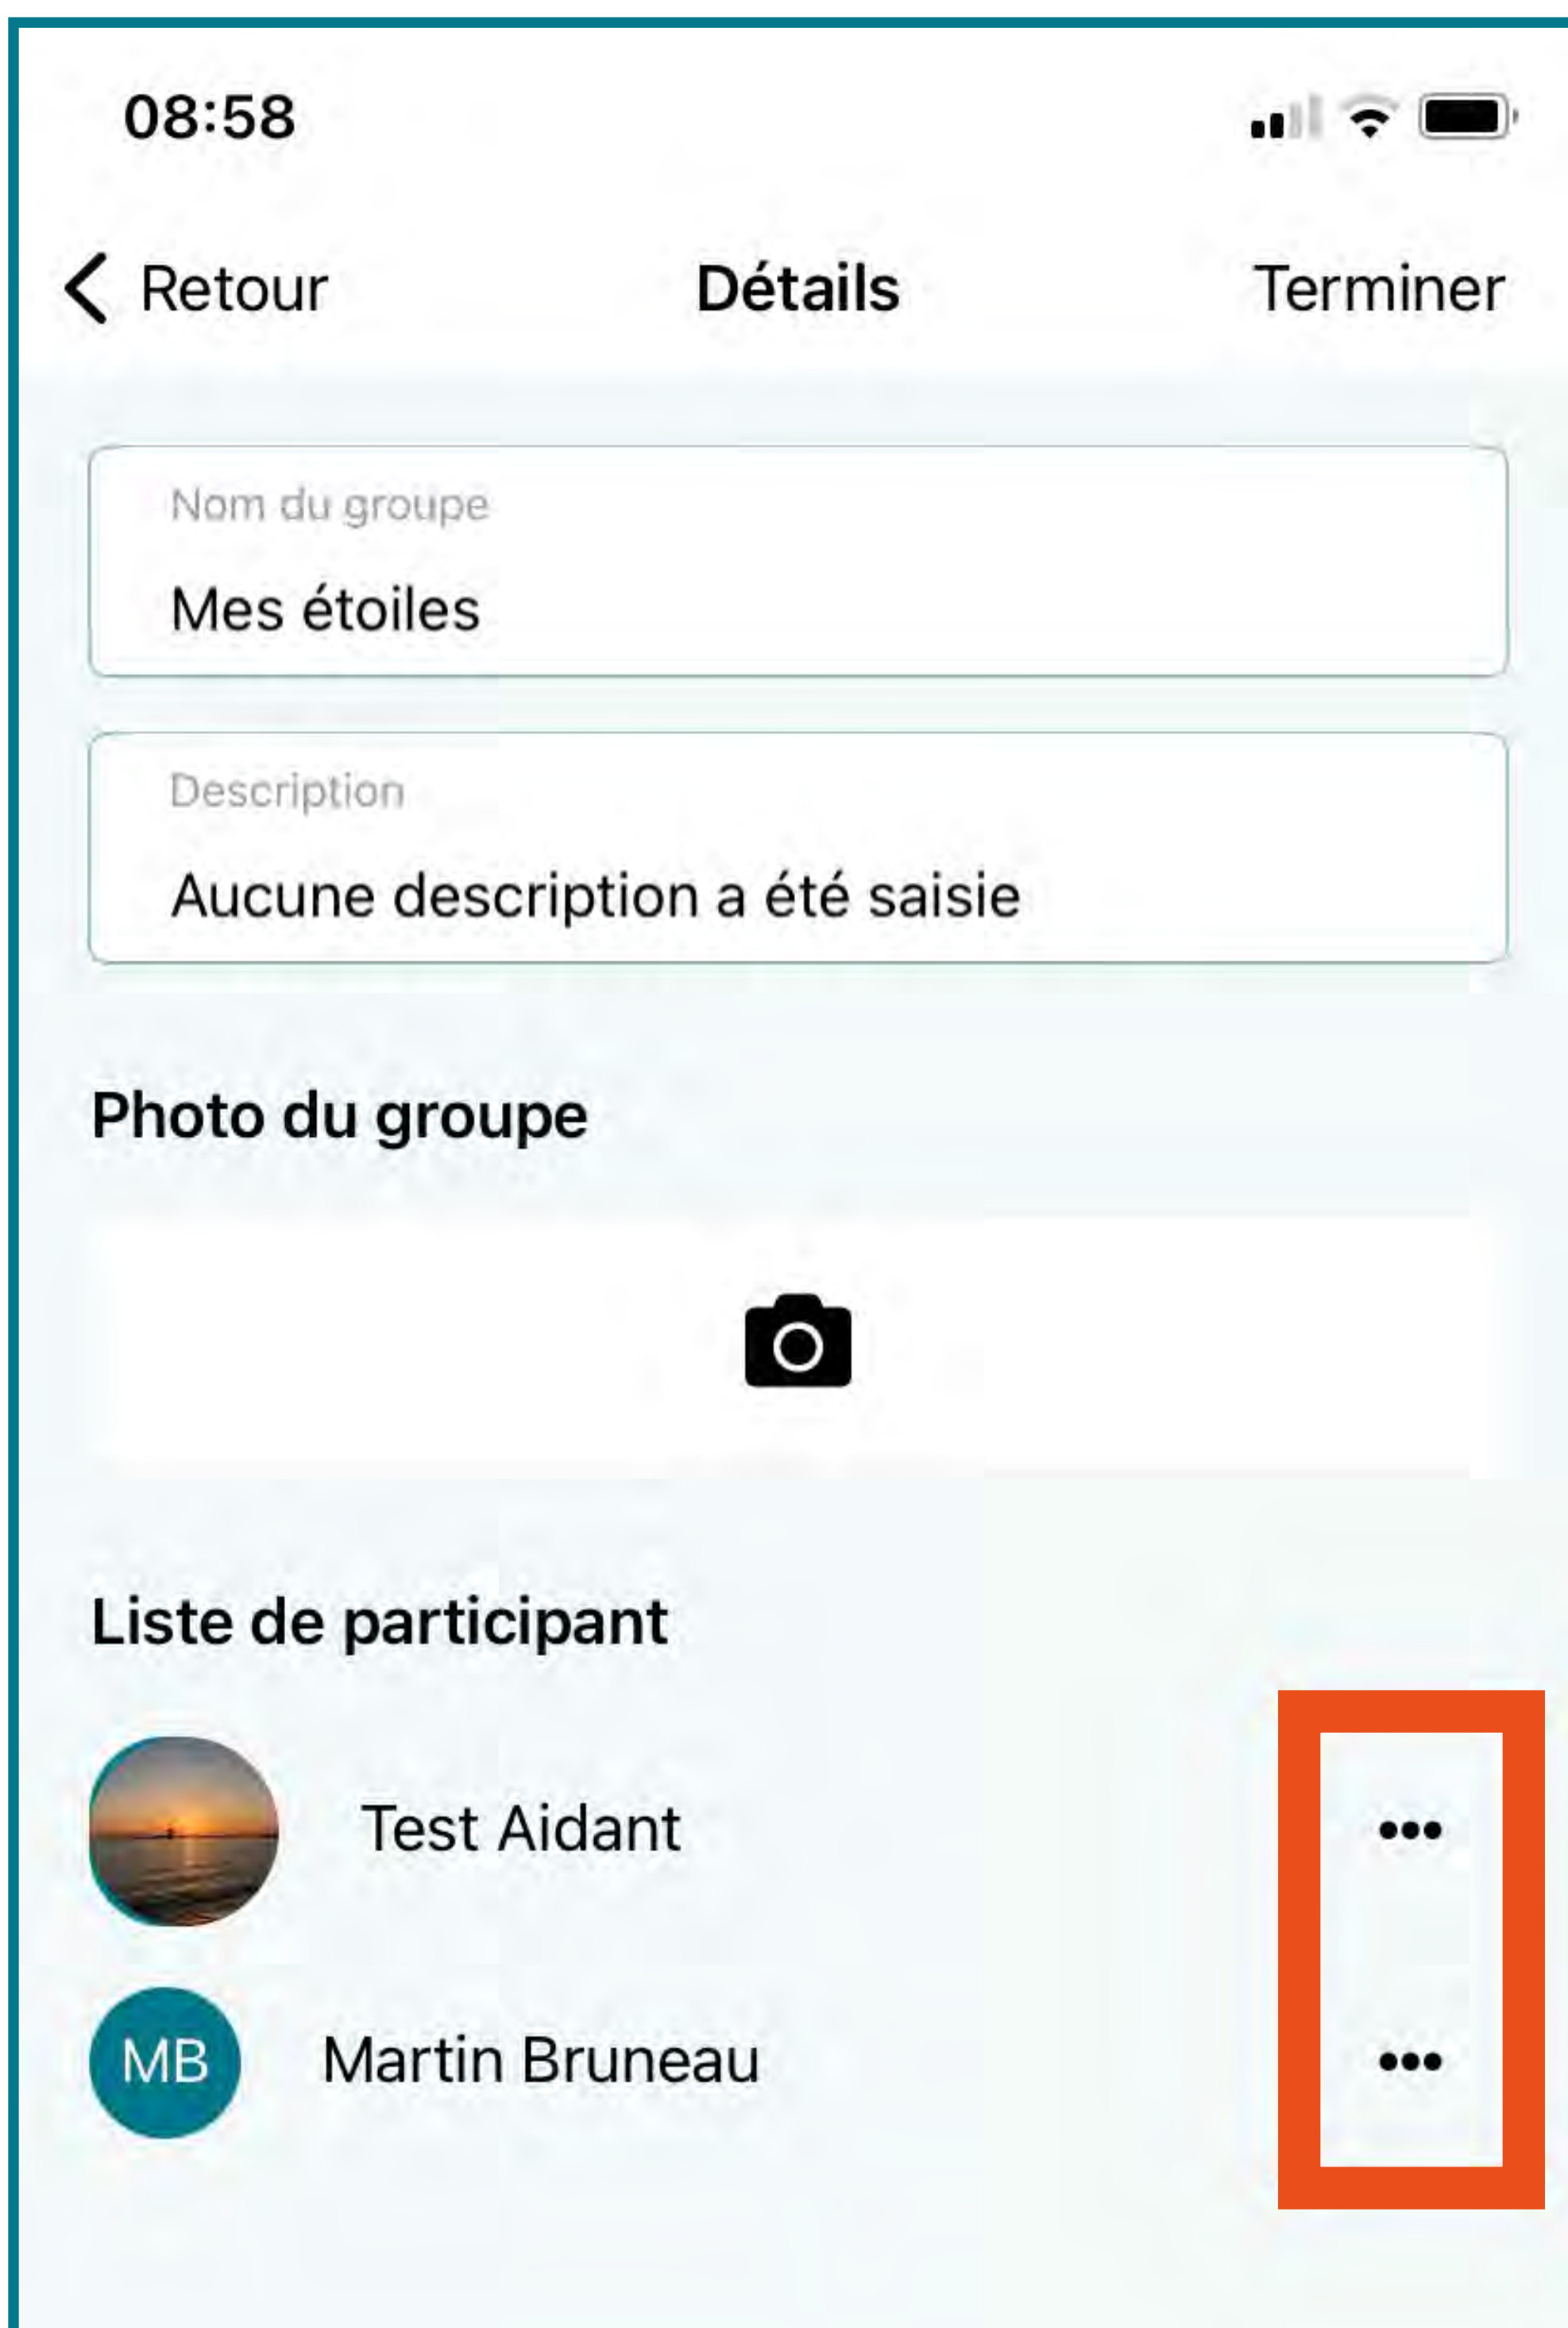 08:58
Retour
Détails
Terminer
Nom du groupe
Mes étoiles
Description
Aucune description a été saisie
Photo du groupe
Liste de participant
Test Aidant
MB
Martin Bruneau